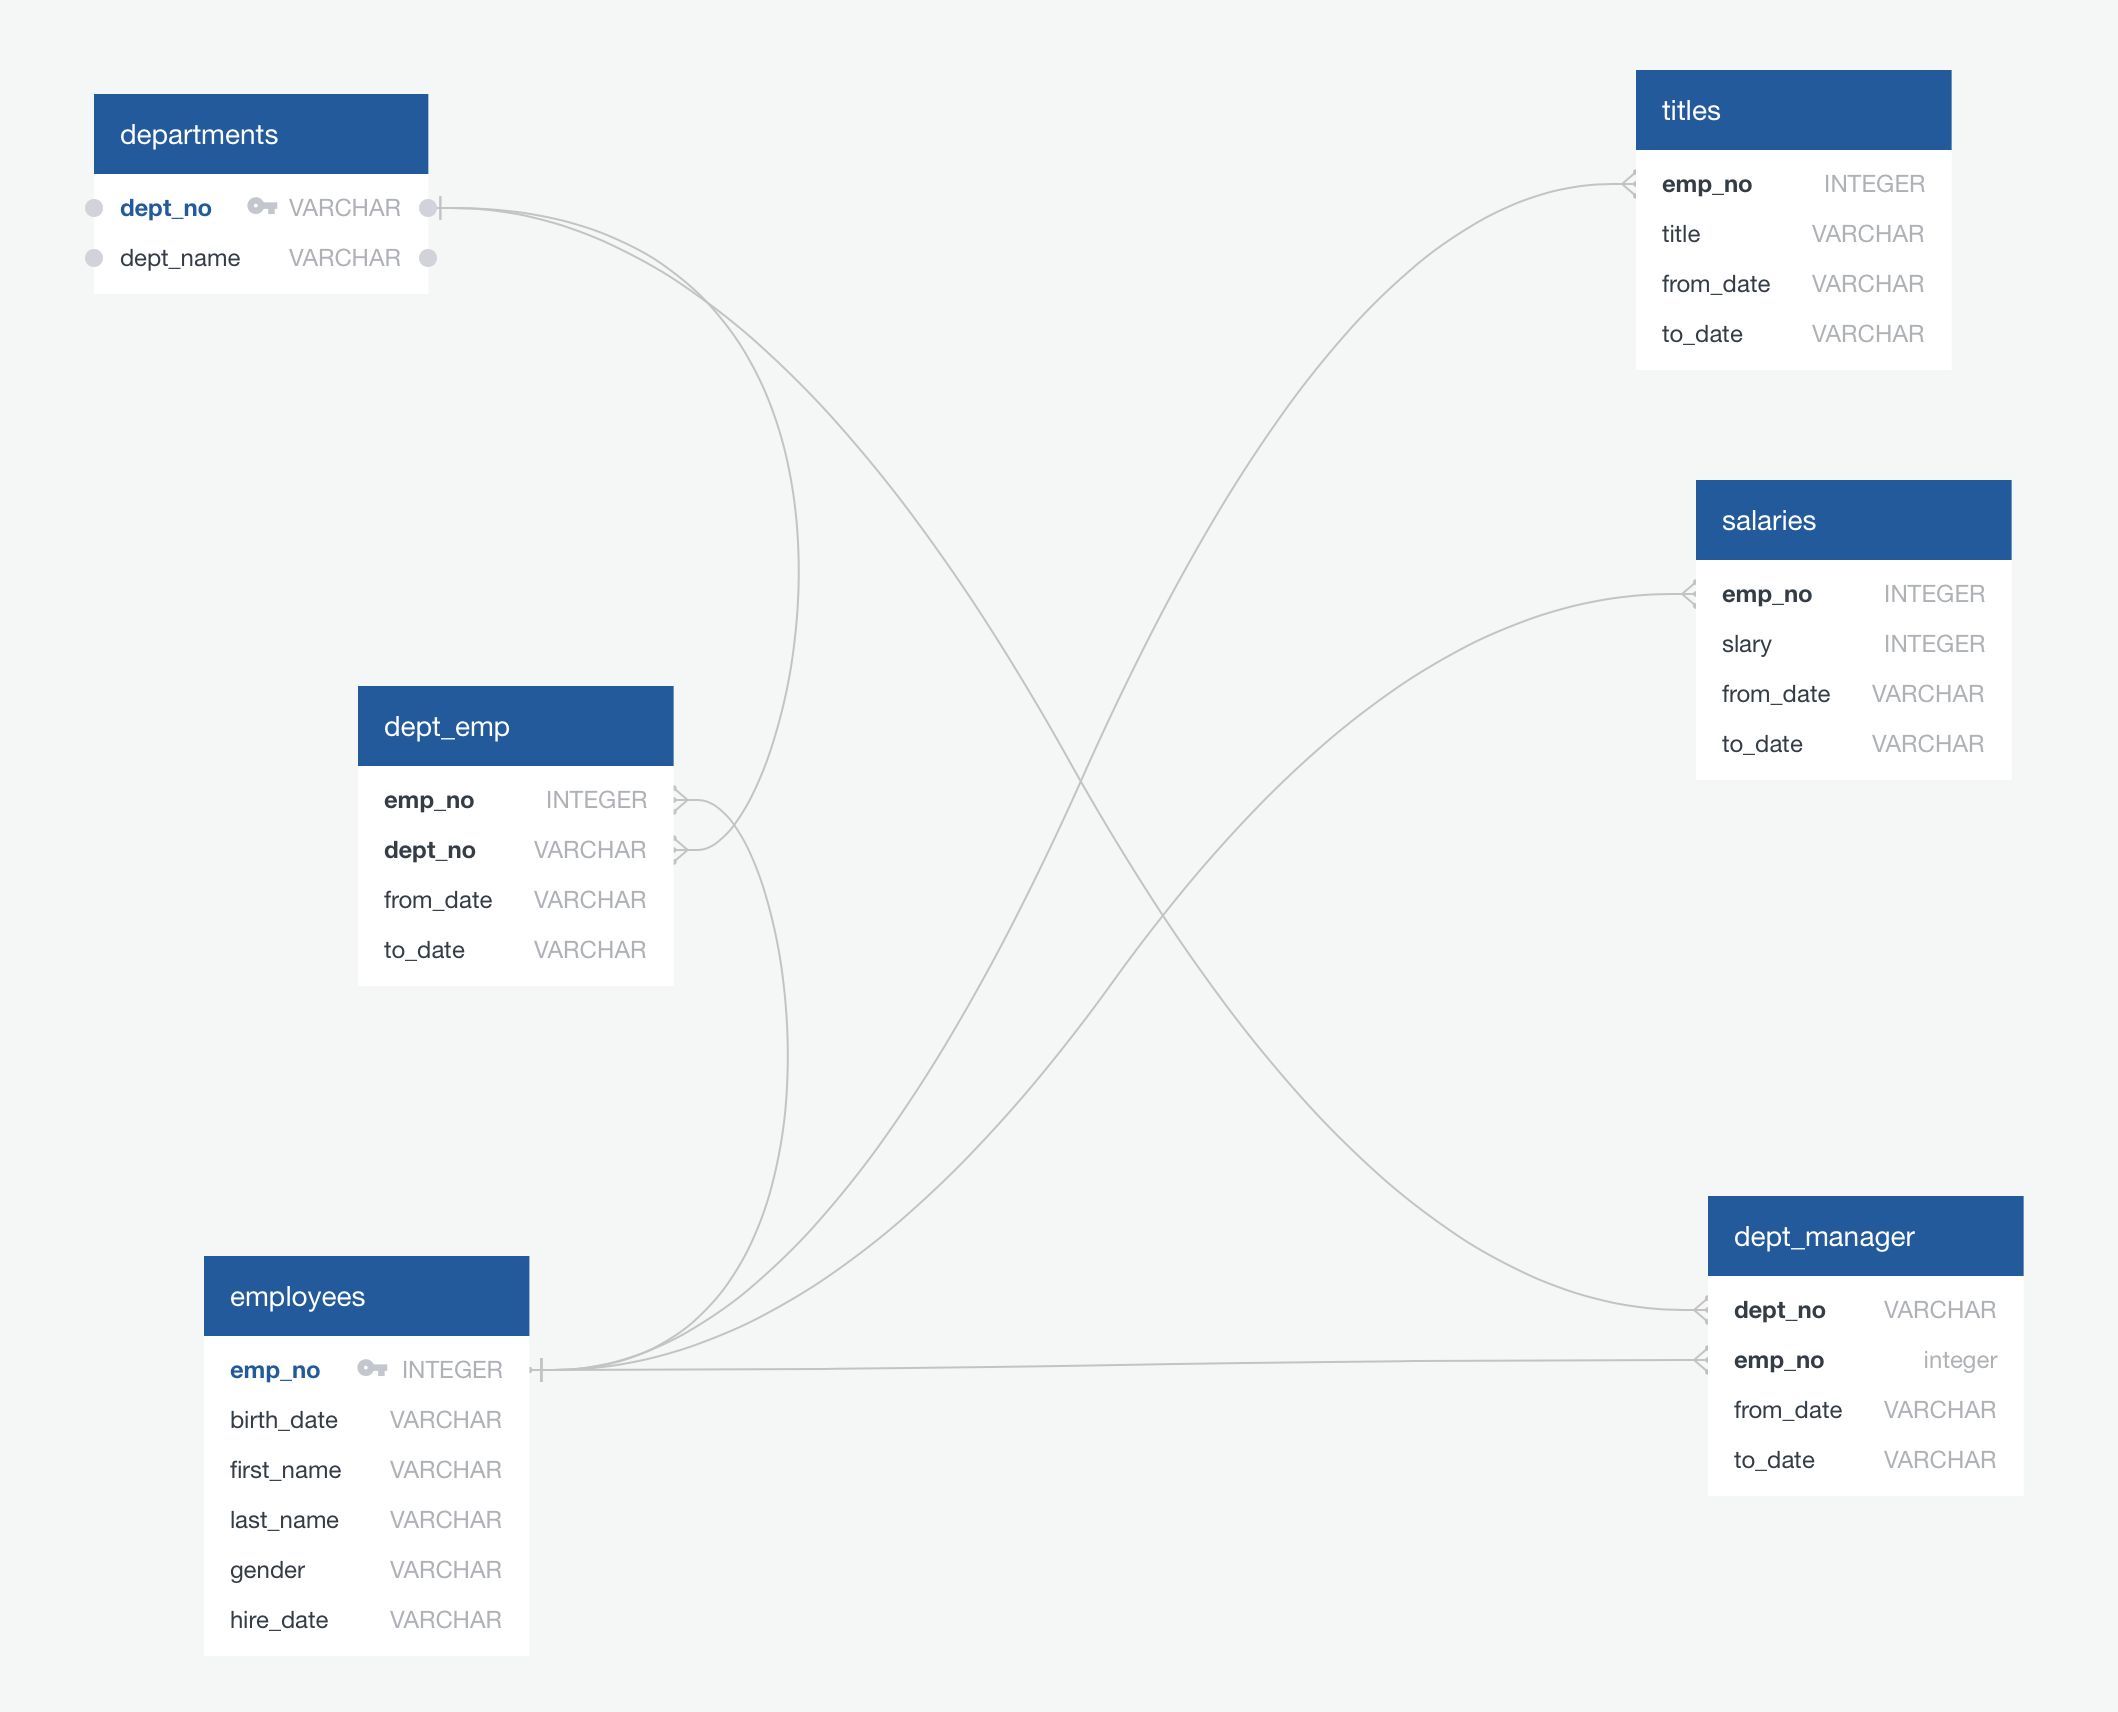 departments
dept_no VARCHAR
dept_name VARCHAR
titles
emp_no INTEGER
title VARCHAR
from_date VARCHAR
to_date VARCHAR
salaries
emp_no INTEGER
slary INTEGER
from_date VARCHAR
to_date VARCHAR
dept_emp
emp_no INTEGER
dept_no VARCHAR
from_date VARCHAR
to_date VARCHAR
employees
emp_no INTEGER
birth_date VARCHAR
first_name VARCHAR
last_name VARCHAR
gender VARCHAR
hire_date VARCHAR
dept_manager
dept_no VARCHAR
emp_no integer
from_date VARCHAR
to_date VARCHAR